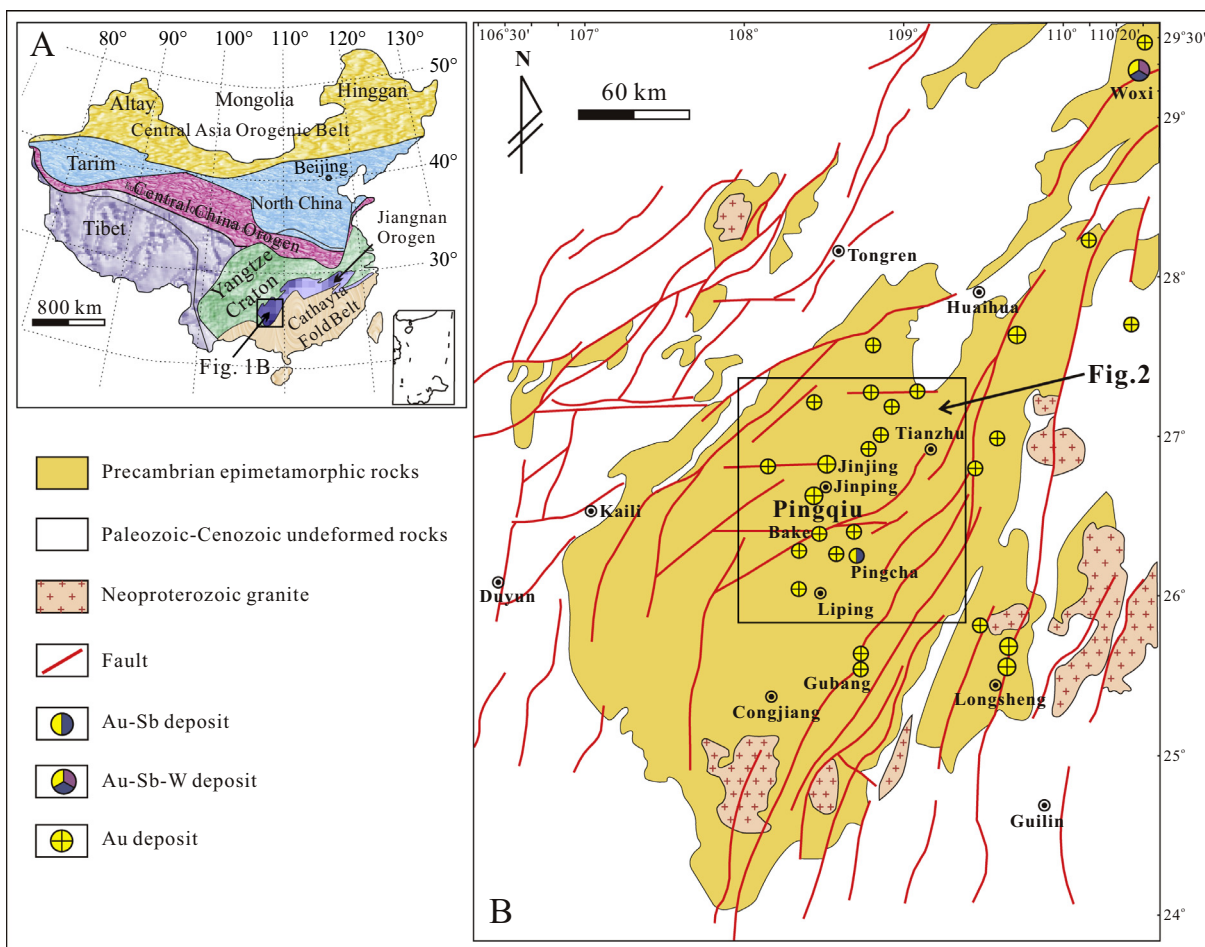 A
80°
90°
100°
110°
120°
130°
50°
40°
30°
Altay
Mongolia
Hinggan
Central Asia Orogenic Belt
Tarim
Beijing
North China
Central China Orogen
Tibet
Jiangnan
Orogen
Yangtze
Craton
Cathayia
Fold Belt
800 km
Fig. 1B
Precambrian epimetamorphic rocks
Paleozoic-Cenozoic undeformed rocks
Neoproterozoic granite
Fault
Au-Sb deposit
Au-Sb-W deposit
Au deposit
106°30′
107°
108°
109°
110°
110°20′
29°30′
29°
28°
27°
26°
25°
24°
N
60 km
Woxi
Tongren
Huaihua
Fig.2
Tianzhu
Jinjing
Jinping
Pingqiu
Kaili
Bake
Pingcha
Duyun
Liping
Gubang
Congjiang
Longsheng
Guilin
B